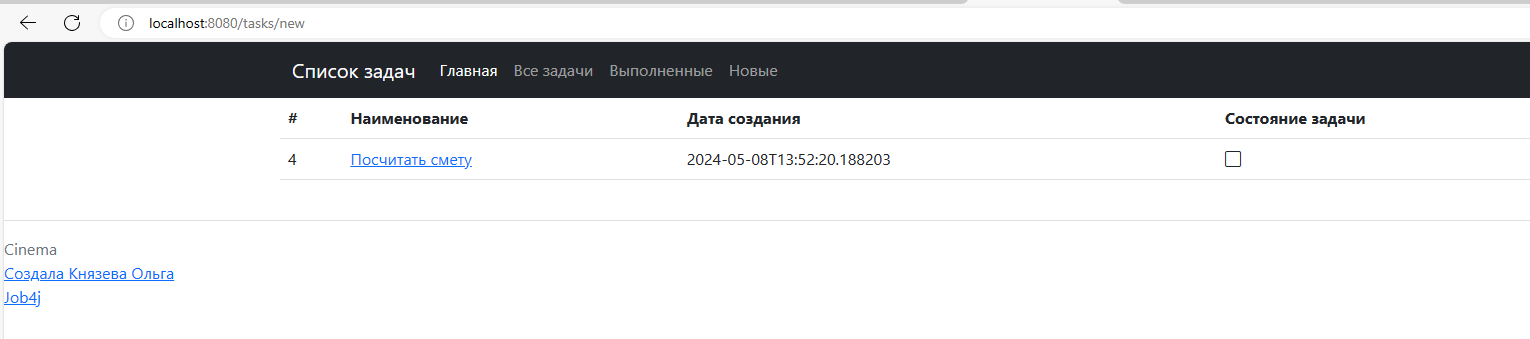 localhost:8080/tasks/new
Список задач Главная Все задачи Выполненные Новые
# Наименование Дата создания Состояние задачи
4 Посчитать смету 2024-05-08T13:52:20.188203
Cinema
Создала Князева Ольга
Job4j